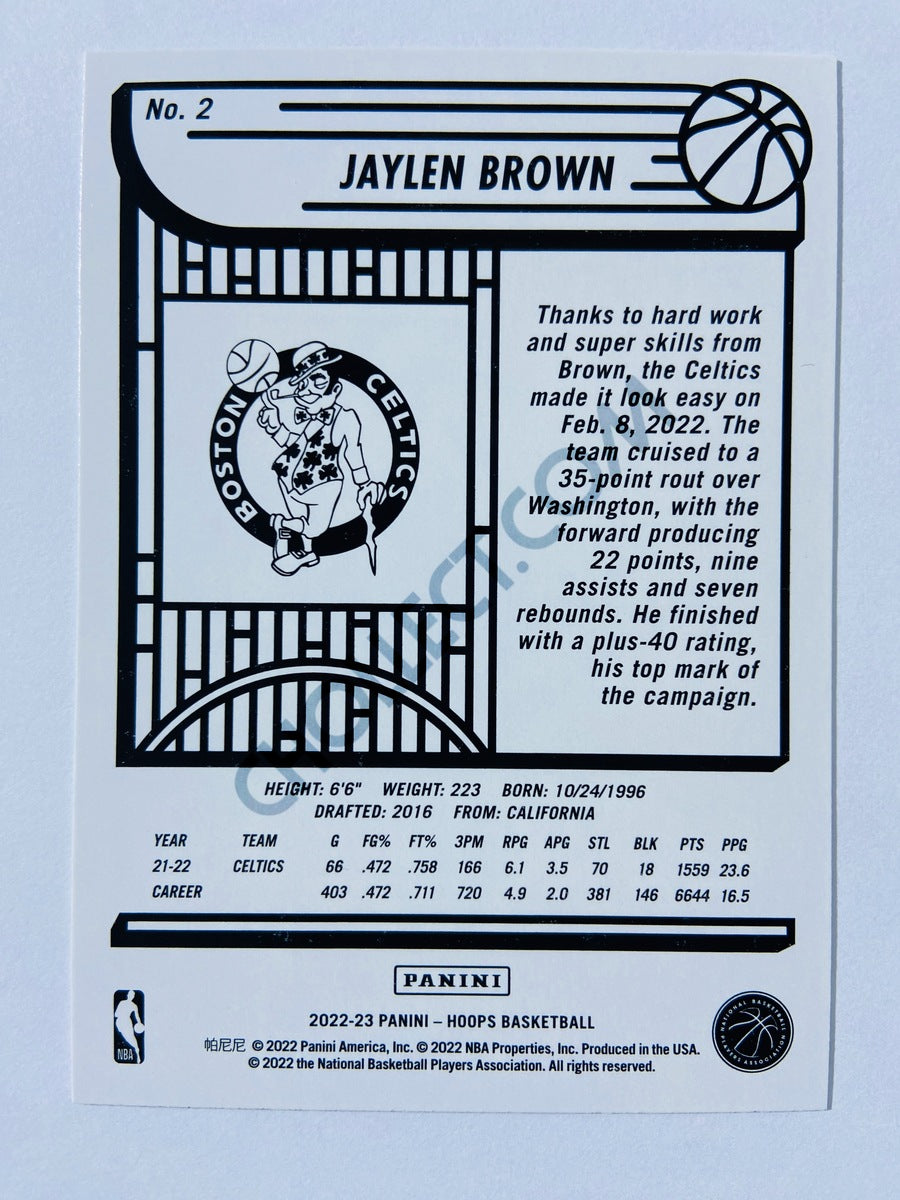 No. 2
JAYLEN BROWN
BOSTON CELTICS
Thanks to hard work
and super skills from
Brown, the Celtics
made it look easy on
Feb. 8, 2022. The
team cruised to a
35-point rout over
Washington, with the
forward producing
22 points, nine
assists and seven
rebounds. He finished
with a plus-40 rating,
his top mark of
the campaign.
CHOLLECT.COM
HEIGHT: 6'6" WEIGHT: 223 BORN: 10/24/1996
DRAFTED: 2016 FROM: CALIFORNIA
YEAR TEAM G FG% FT% 3PM RPG APG STL BLK PTS PPG
21-22 CELTICS 66 .472 .758 166 6.1 3.5 70 18 1559 23.6
CAREER 403 .472 .711 720 4.9 2.0 381 146 6644 16.5
PANINI
2022-23 PANINI – HOOPS BASKETBALL
帕尼尼 © 2022 Panini America, Inc. © 2022 NBA Properties, Inc. Produced in the USA.
© 2022 the National Basketball Players Association. All rights reserved.
NBA
NATIONAL BASKETBALL PLAYERS ASSOCIATION